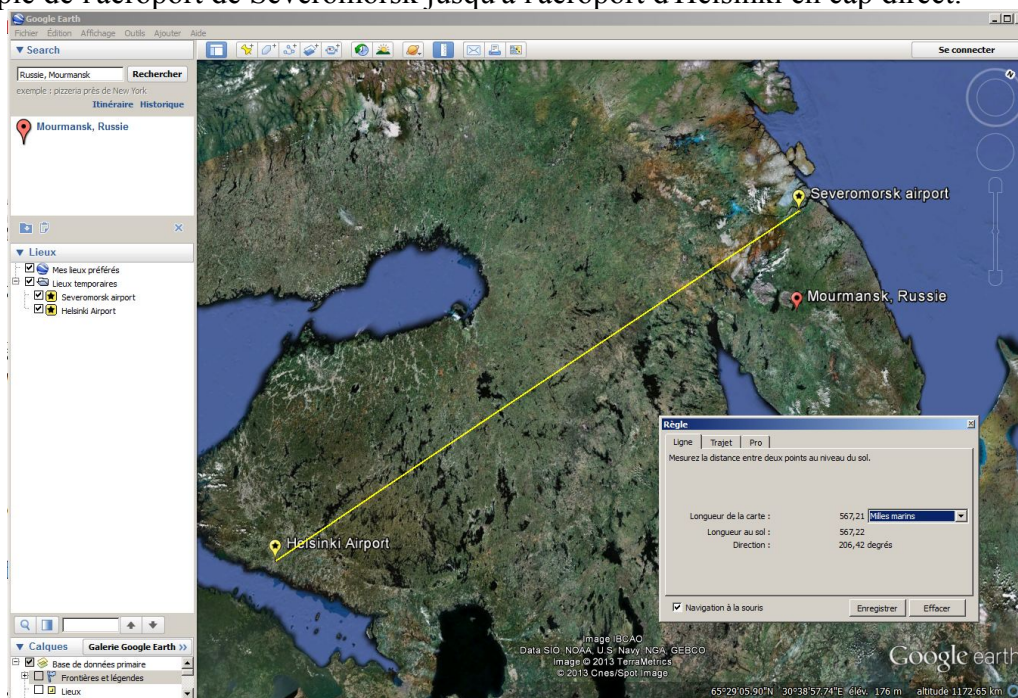 ple de l'aéroport de Severomorsk jusqu'à l'aéroport d'Helsinki en cap direct.
Google Earth
Fichier Édition Affichage Outils Ajouter Aide
Search
Se connecter
Russie, Mourmansk Rechercher
exemple : pizzeria près de New York
Itinéraire Historique
Mourmansk, Russie
Lieux
Mes lieux préférés
Lieux temporaires
Severomorsk airport
Helsinki Airport
Severomorsk airport
Mourmansk, Russie
Helsinki Airport
Règle
Ligne Trajet Pro
Mesurez la distance entre deux points au niveau du sol.
Longueur de la carte : 567,21 Milles marins
Longueur au sol : 567,22
Direction : 206,42 degrés
Navigation à la souris Enregistrer Effacer
Calques Galerie Google Earth >>
Base de données primaire
Frontières et légendes
Lieux
Image IBCAO
Data SIO, NOAA, U.S. Navy, NGA, GEBCO
Image © 2013 TerraMetrics
© 2013 Cnes/Spot Image
Google earth
65°29'05.90"N 30°38'57.74"E élév. 176 m altitude 1172.65 km